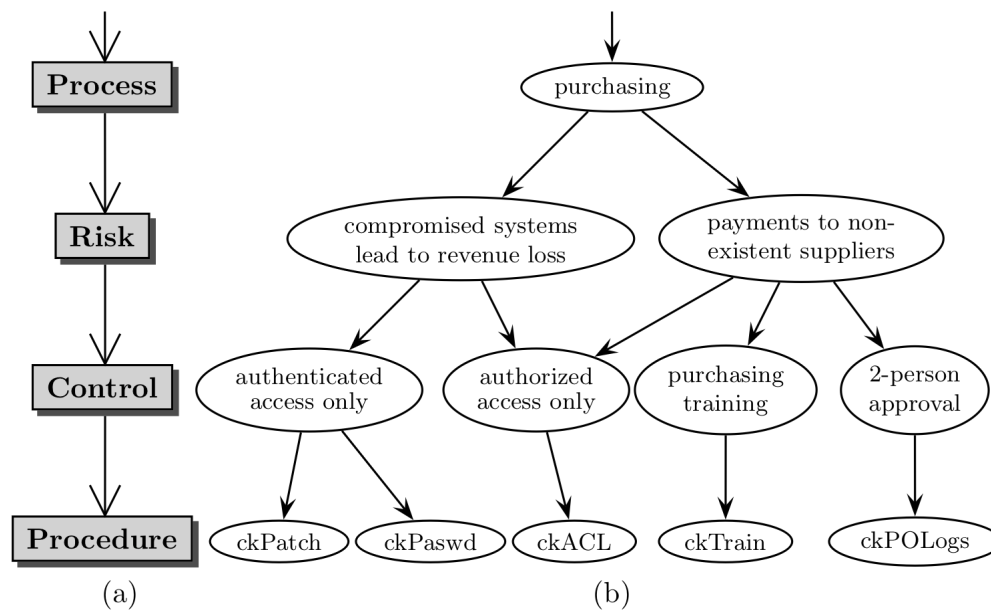 Process
Risk
Control
Procedure
(a)
purchasing
compromised systems
lead to revenue loss
payments to non-
existent suppliers
authenticated
access only
authorized
access only
purchasing
training
2-person
approval
ckPatch
ckPaswd
ckACL
ckTrain
ckPOLogs
(b)